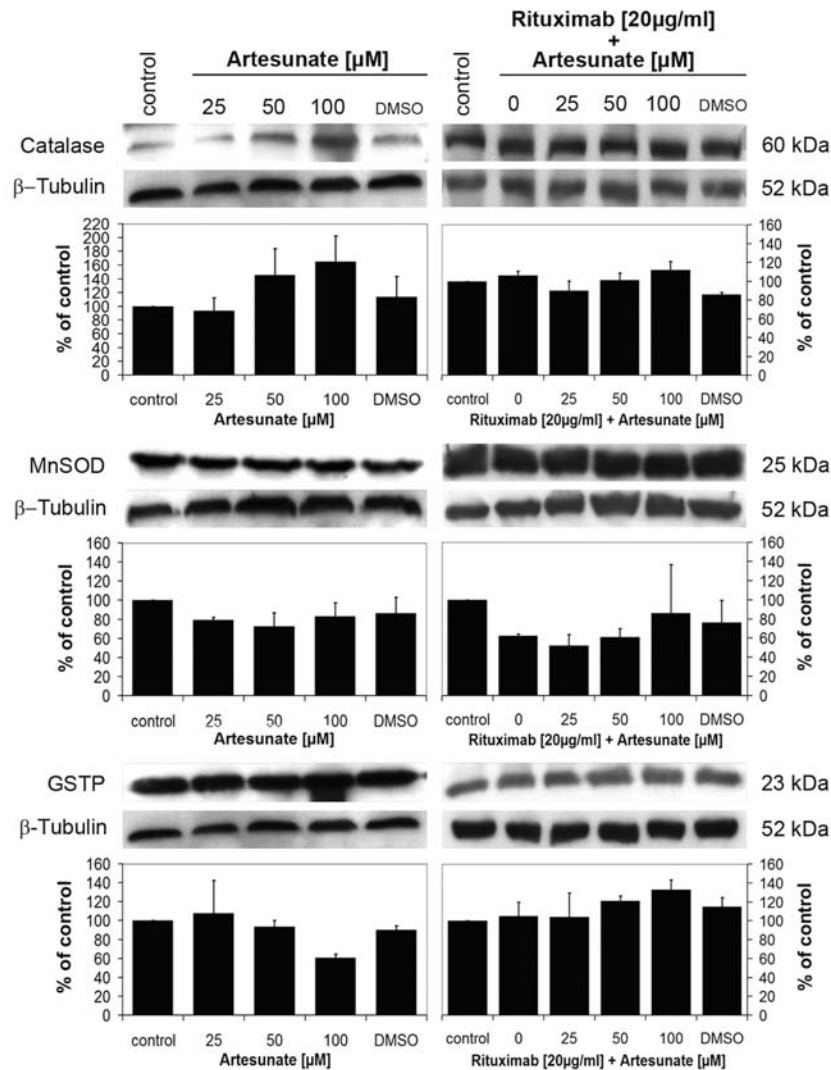 Rituximab [20µg/ml]
+
Artesunate [µM]
Artesunate [µM]
control 25 50 100 DMSO
control 0 25 50 100 DMSO
Catalase 60 kDa
β–Tubulin 52 kDa
% of control
220
200
180
160
140
120
100
80
60
40
20
0
control 25 50 100 DMSO
Artesunate [µM]
160
140
120
100
80
60
40
20
0
% of control
control 0 25 50 100 DMSO
Rituximab [20µg/ml] + Artesunate [µM]
MnSOD 25 kDa
β–Tubulin 52 kDa
% of control
160
140
120
100
80
60
40
20
0
control 25 50 100 DMSO
Artesunate [µM]
160
140
120
100
80
60
40
20
0
% of control
control 0 25 50 100 DMSO
Rituximab [20µg/ml] + Artesunate [µM]
GSTP 23 kDa
β-Tubulin 52 kDa
% of control
160
140
120
100
80
60
40
20
0
control 25 50 100 DMSO
Artesunate [µM]
160
140
120
100
80
60
40
20
0
% of control
control 0 25 50 100 DMSO
Rituximab [20µg/ml] + Artesunate [µM]